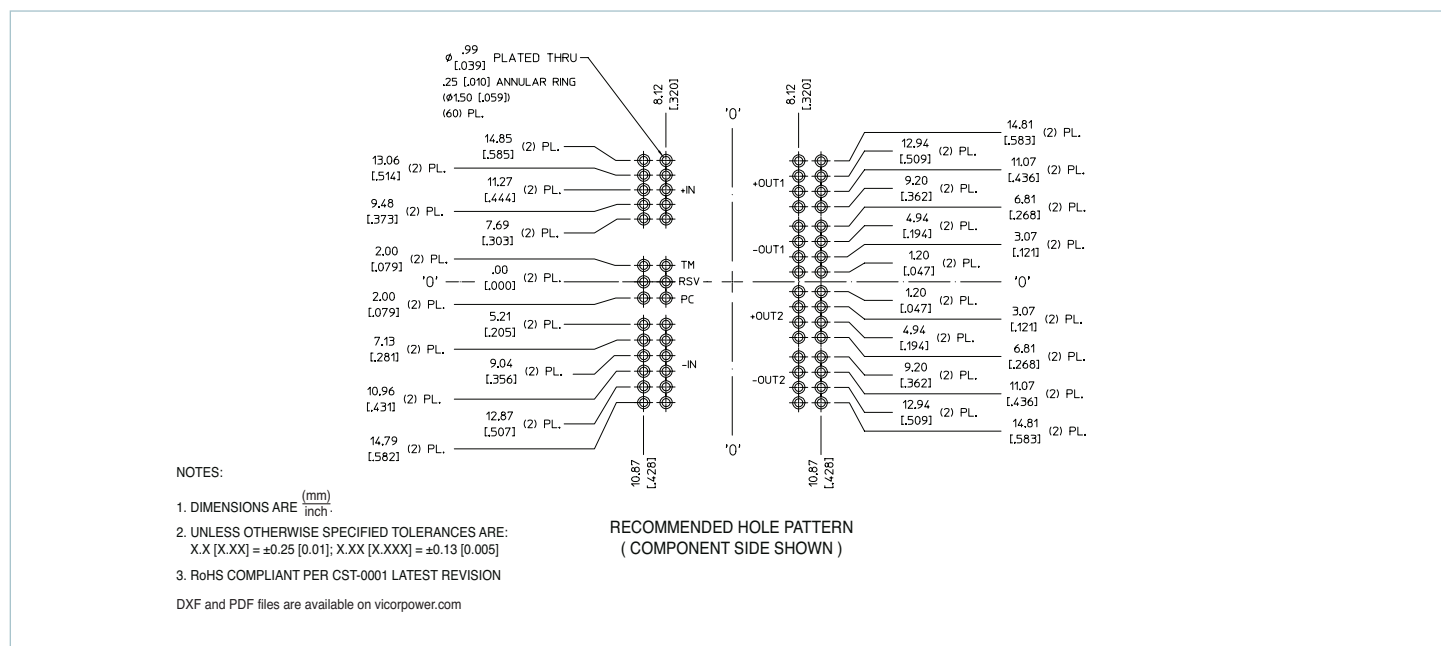 ø .99 [.039] PLATED THRU
.25 [.010] ANNULAR RING
(ø1.50 [.059])
(60) PL.
8.12 [.320]
'0'
8.12 [.320]
14.85 [.585] (2) PL.
13.06 [.514] (2) PL.
11.27 [.444] (2) PL.
9.48 [.373] (2) PL.
7.69 [.303] (2) PL.
2.00 [.079] (2) PL.
'0'
.00 [.000] (2) PL.
2.00 [.079] (2) PL.
5.21 [.205] (2) PL.
7.13 [.281] (2) PL.
9.04 [.356] (2) PL.
10.96 [.431] (2) PL.
12.87 [.507] (2) PL.
14.79 [.582] (2) PL.
+IN
TM
RSV
PC
-IN
10.87 [.428]
'0'
+OUT1
-OUT1
+OUT2
-OUT2
10.87 [.428]
14.81 [.583] (2) PL.
12.94 [.509] (2) PL.
11.07 [.436] (2) PL.
9.20 [.362] (2) PL.
6.81 [.268] (2) PL.
4.94 [.194] (2) PL.
3.07 [.121] (2) PL.
1.20 [.047] (2) PL.
'0'
1.20 [.047] (2) PL.
3.07 [.121] (2) PL.
4.94 [.194] (2) PL.
6.81 [.268] (2) PL.
9.20 [.362] (2) PL.
11.07 [.436] (2) PL.
12.94 [.509] (2) PL.
14.81 [.583] (2) PL.
RECOMMENDED HOLE PATTERN
( COMPONENT SIDE SHOWN )
NOTES:
1. DIMENSIONS ARE (mm) inch.
2. UNLESS OTHERWISE SPECIFIED TOLERANCES ARE:
X.X [X.XX] = ±0.25 [0.01]; X.XX [X.XXX] = ±0.13 [0.005]
3. RoHS COMPLIANT PER CST-0001 LATEST REVISION
DXF and PDF files are available on vicorpower.com